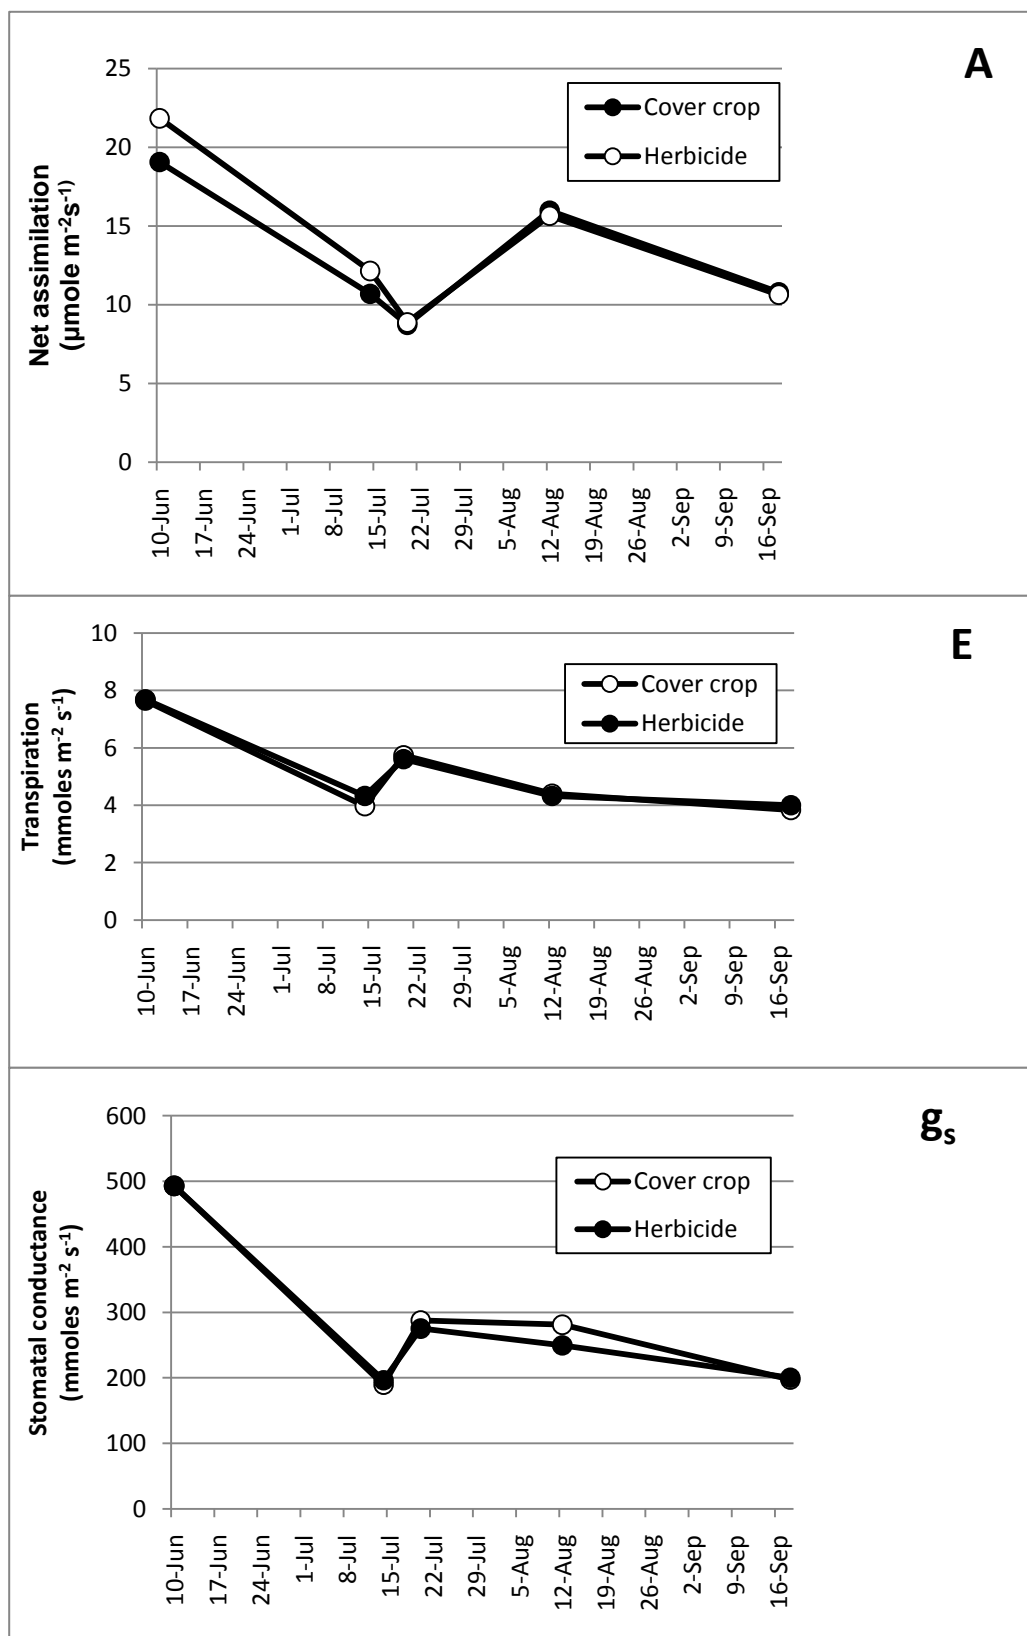 A
25
20
15
10
5
0
Net assimilation
(µmole m⁻²s⁻¹)
Cover crop
Herbicide
10-Jun
17-Jun
24-Jun
1-Jul
8-Jul
15-Jul
22-Jul
29-Jul
5-Aug
12-Aug
19-Aug
26-Aug
2-Sep
9-Sep
16-Sep
E
10
8
6
4
2
0
Transpiration
(mmoles m⁻² s⁻¹)
Cover crop
Herbicide
10-Jun
17-Jun
24-Jun
1-Jul
8-Jul
15-Jul
22-Jul
29-Jul
5-Aug
12-Aug
19-Aug
26-Aug
2-Sep
9-Sep
16-Sep
gₛ
600
500
400
300
200
100
0
Stomatal conductance
(mmoles m⁻² s⁻¹)
Cover crop
Herbicide
10-Jun
17-Jun
24-Jun
1-Jul
8-Jul
15-Jul
22-Jul
29-Jul
5-Aug
12-Aug
19-Aug
26-Aug
2-Sep
9-Sep
16-Sep